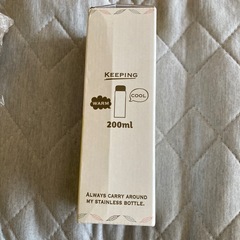 KEEPING
WARM
COOL
200ml
ALWAYS CARRY AROUND
MY STAINLESS BOTTLE.